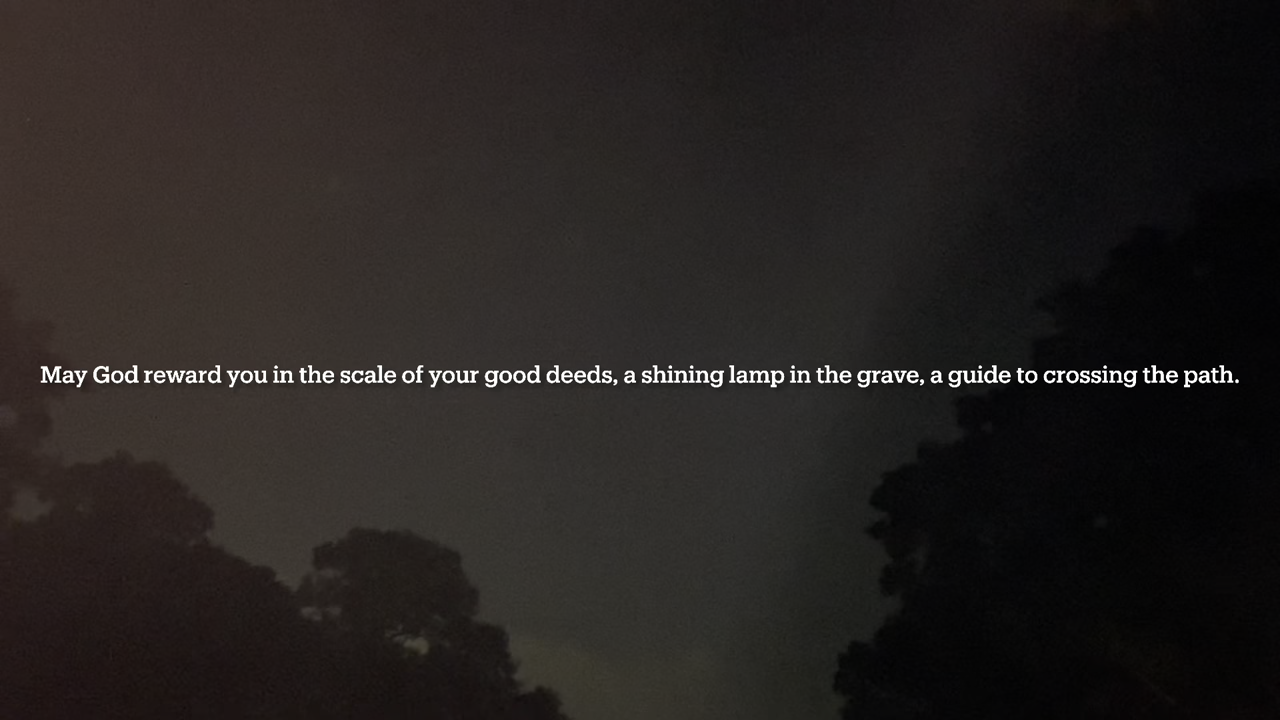 May God reward you in the scale of your good deeds, a shining lamp in the grave, a guide to crossing the path.